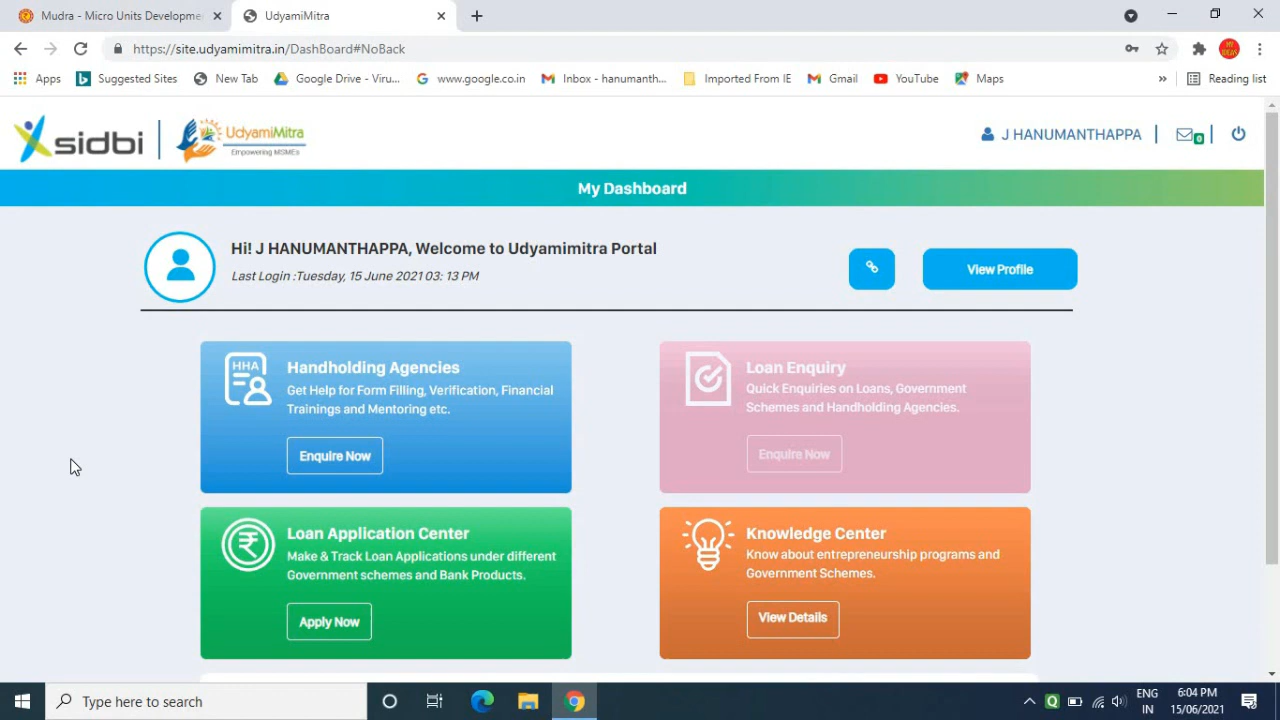 Mudra - Micro Units Developme
UdyamiMitra
https://site.udyamimitra.in/DashBoard#NoBack
Apps
Suggested Sites
New Tab
Google Drive - Viru...
www.google.co.in
Inbox - hanumanth...
Imported From IE
Gmail
YouTube
Maps
»
Reading list
sidbi
UdyamiMitra
Empowering MSMEs
J HANUMANTHAPPA
0
My Dashboard
Hi! J HANUMANTHAPPA, Welcome to Udyamimitra Portal
Last Login :Tuesday, 15 June 2021 03: 13 PM
View Profile
HHA
Handholding Agencies
Get Help for Form Filling, Verification, Financial
Trainings and Mentoring etc.
Enquire Now
Loan Enquiry
Quick Enquiries on Loans, Government
Schemes and Handholding Agencies.
Enquire Now
₹
Loan Application Center
Make & Track Loan Applications under different
Government schemes and Bank Products.
Apply Now
Knowledge Center
Know about entrepreneurship programs and
Government Schemes.
View Details
Type here to search
ENG
IN
6:04 PM
15/06/2021